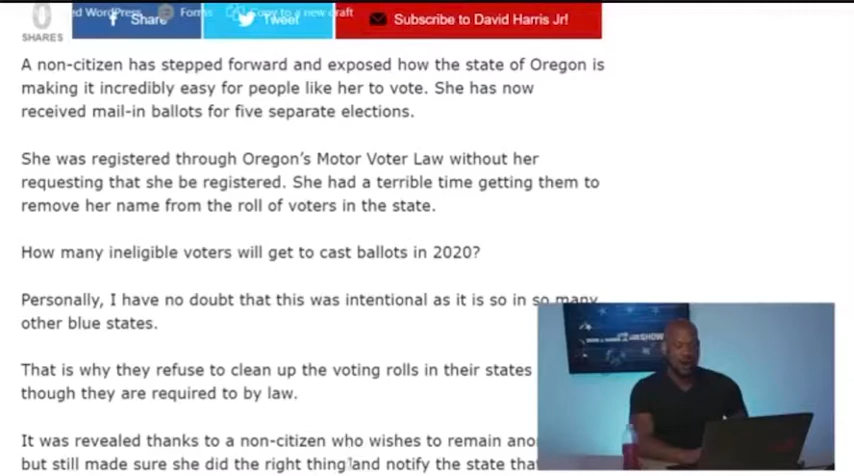 0
SHARES
ed WordPress
Forms
Copy to a new draft
Share
Tweet
Subscribe to David Harris Jr!
A non-citizen has stepped forward and exposed how the state of Oregon is
making it incredibly easy for people like her to vote. She has now
received mail-in ballots for five separate elections.
She was registered through Oregon's Motor Voter Law without her
requesting that she be registered. She had a terrible time getting them to
remove her name from the roll of voters in the state.
How many ineligible voters will get to cast ballots in 2020?
Personally, I have no doubt that this was intentional as it is so in so many
other blue states.
That is why they refuse to clean up the voting rolls in their states
though they are required to by law.
It was revealed thanks to a non-citizen who wishes to remain ano
but still made sure she did the right thing and notify the state tha
SHOW